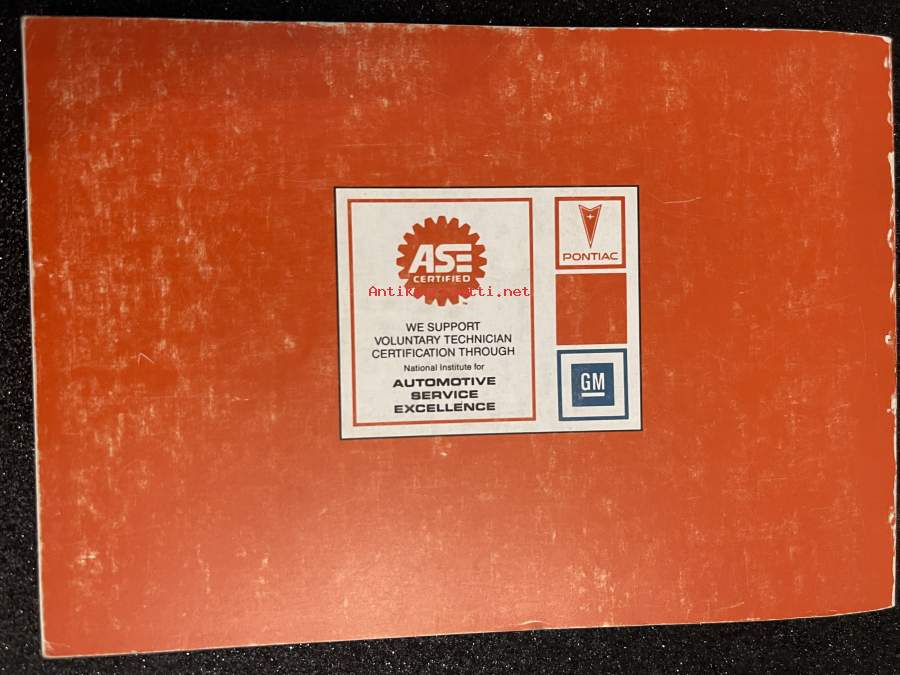 ASE
CERTIFIED
WE SUPPORT
VOLUNTARY TECHNICIAN
CERTIFICATION THROUGH
National Institute for
AUTOMOTIVE
SERVICE
EXCELLENCE
PONTIAC
GM